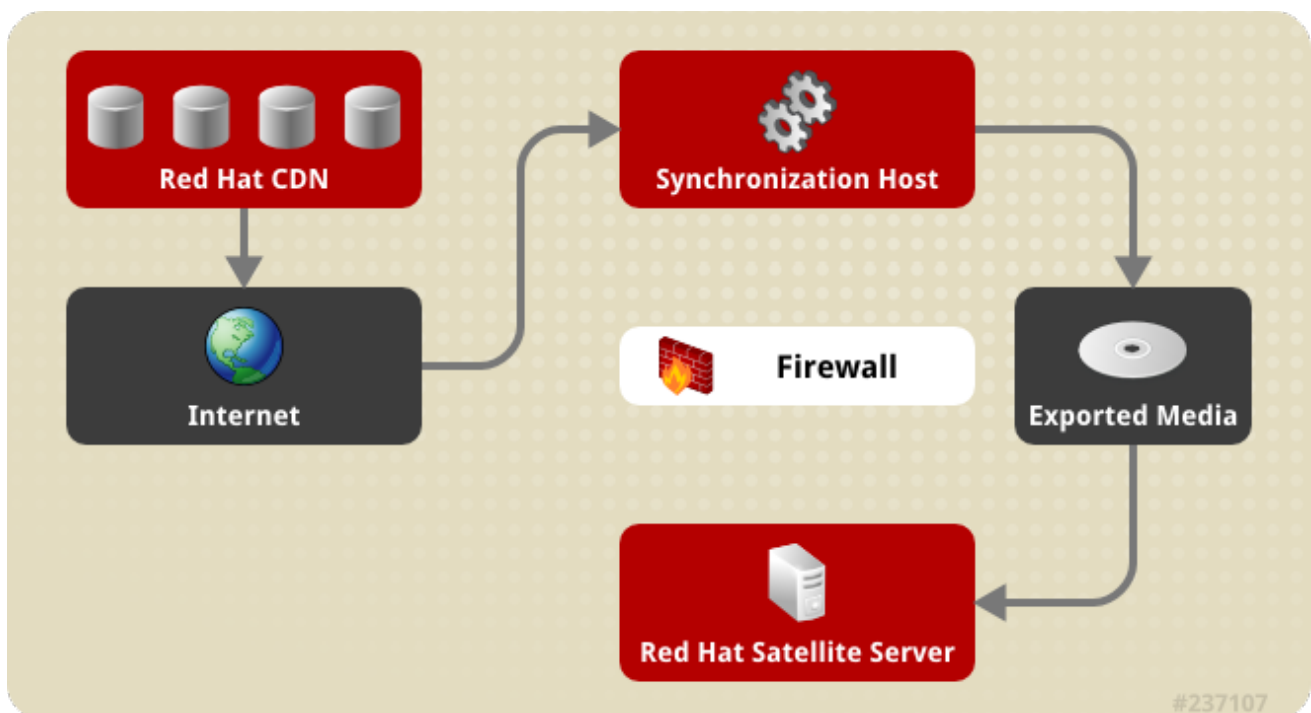 Red Hat CDN
Synchronization Host
Internet
Firewall
Exported Media
Red Hat Satellite Server
#237107